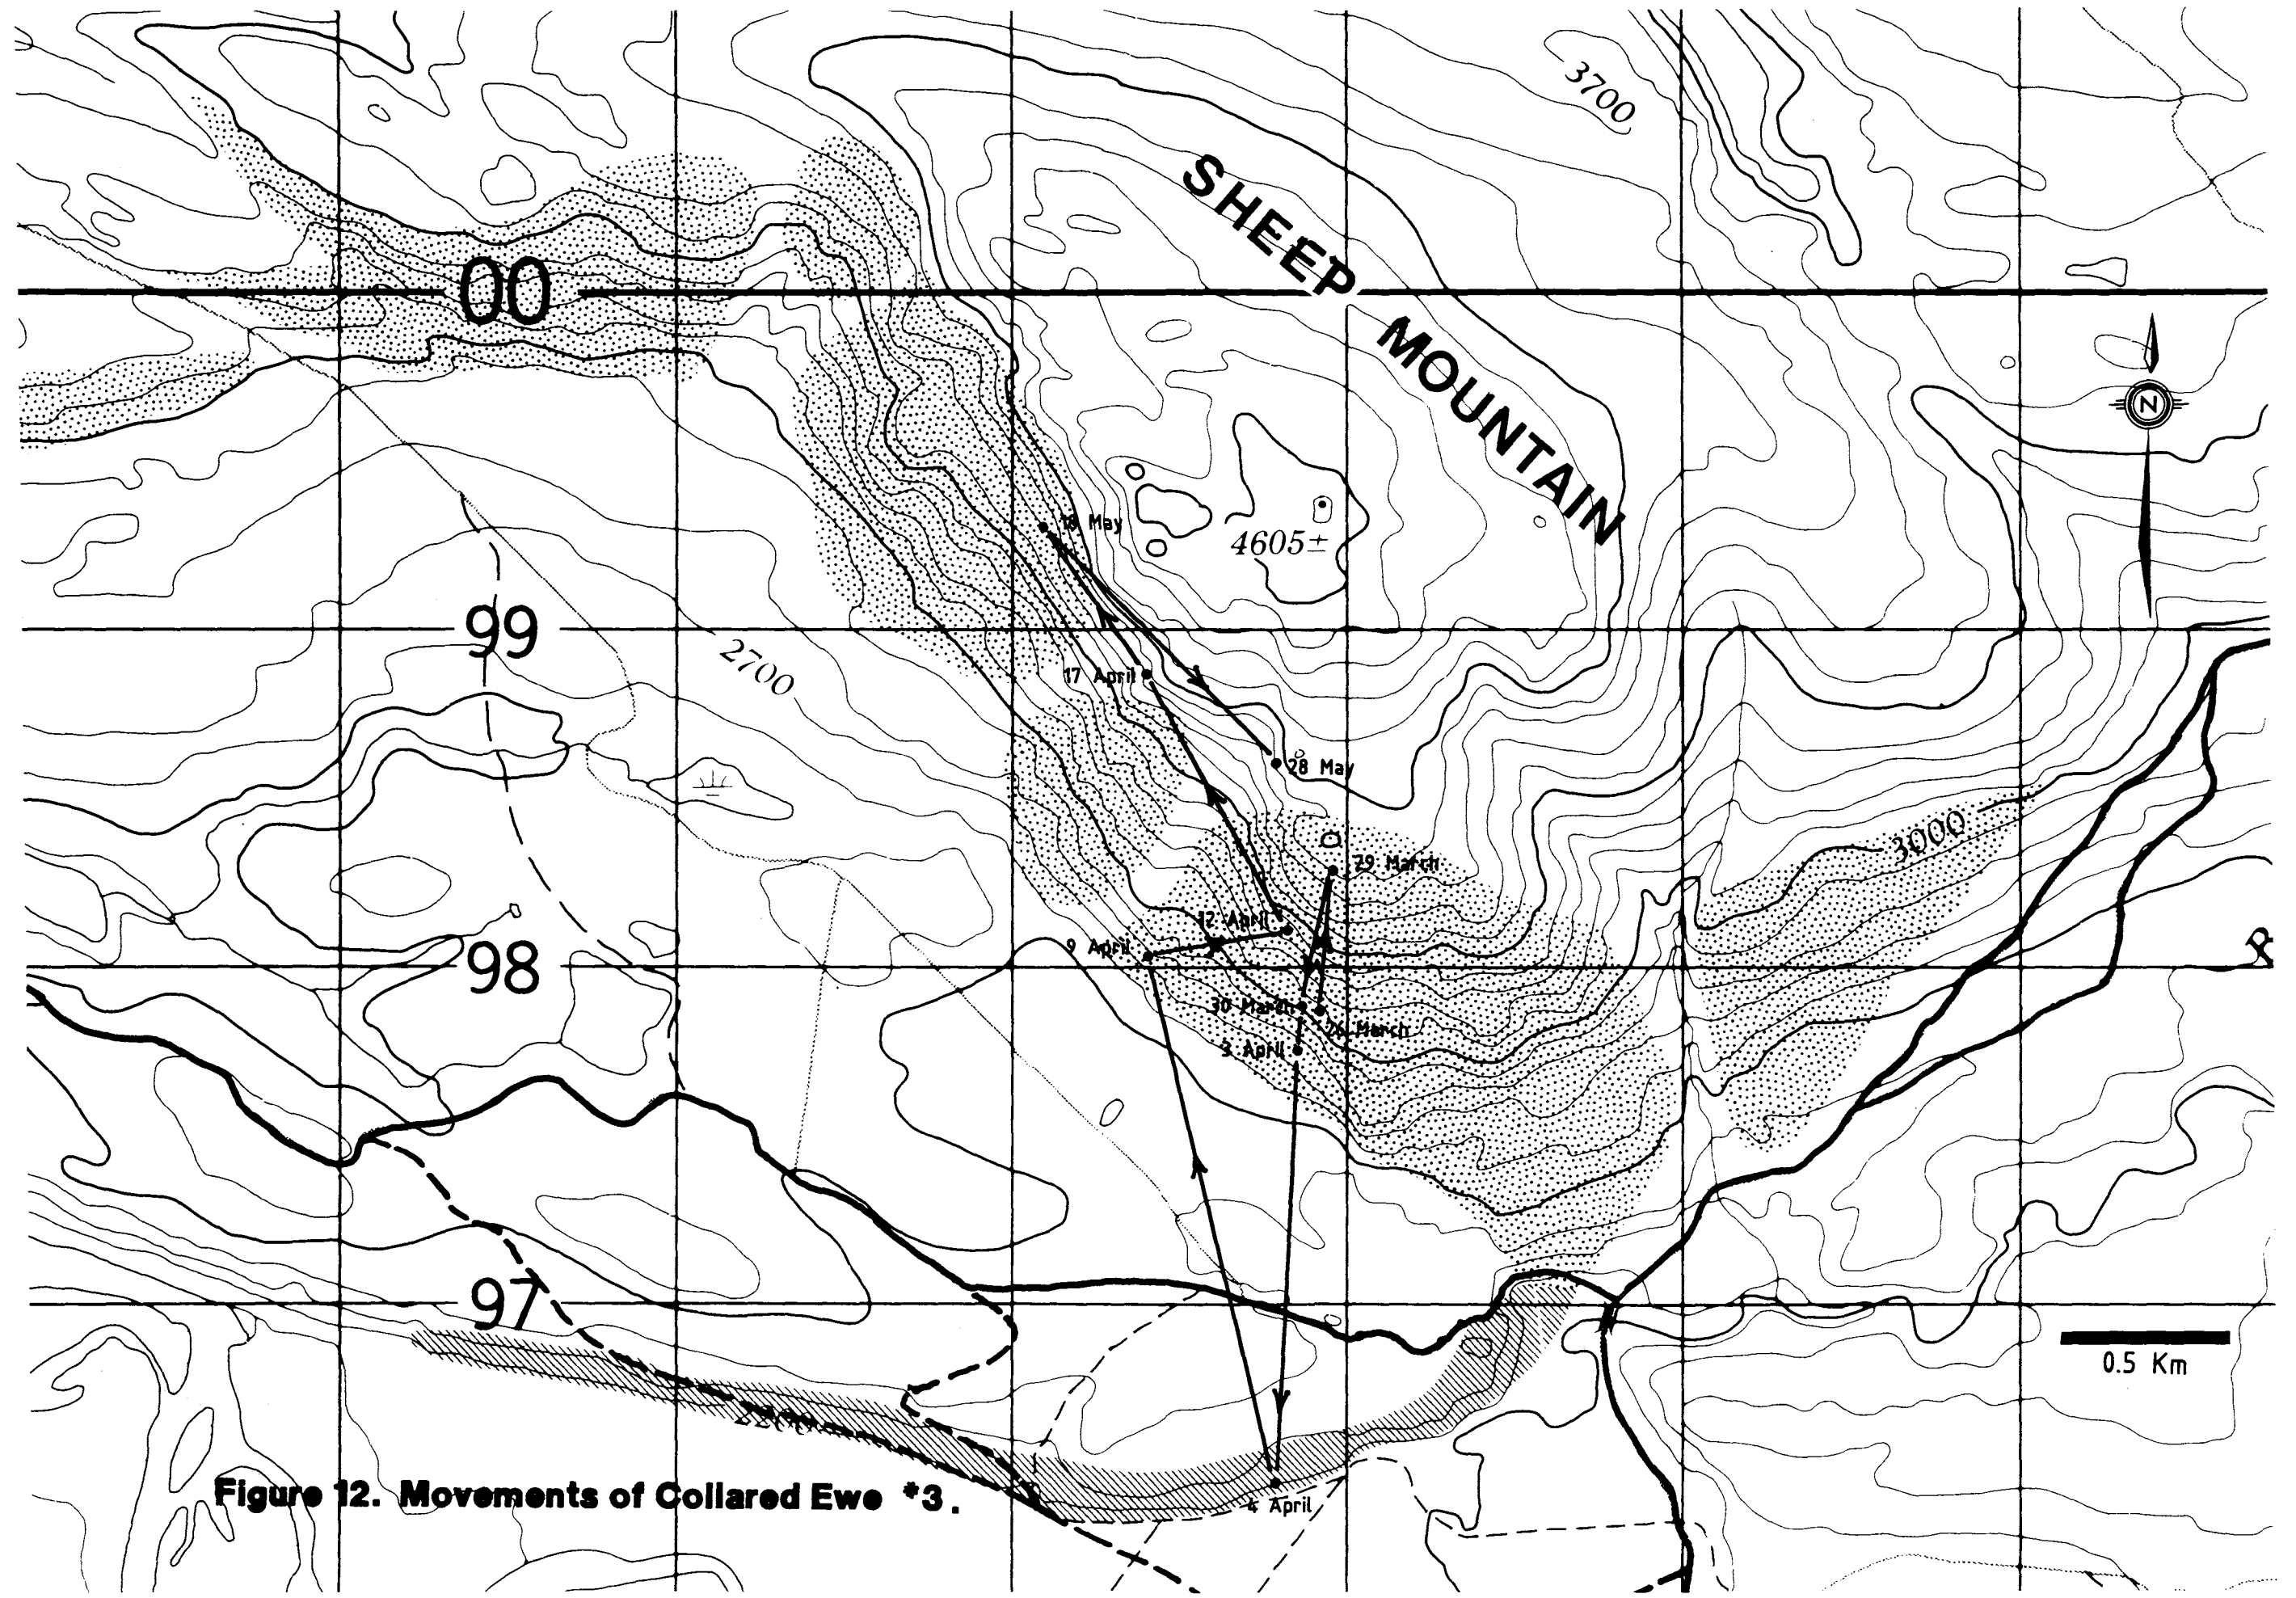 3700
SHEEP
MOUNTAIN
00
N
4605±
18 May
99
2700
17 April
28 May
3000
29 March
12 April
9 April
98
R
30 March
26 March
3 April
97
0.5 Km
2200
Figure 12. Movements of Collared Ewe #3.
4 April